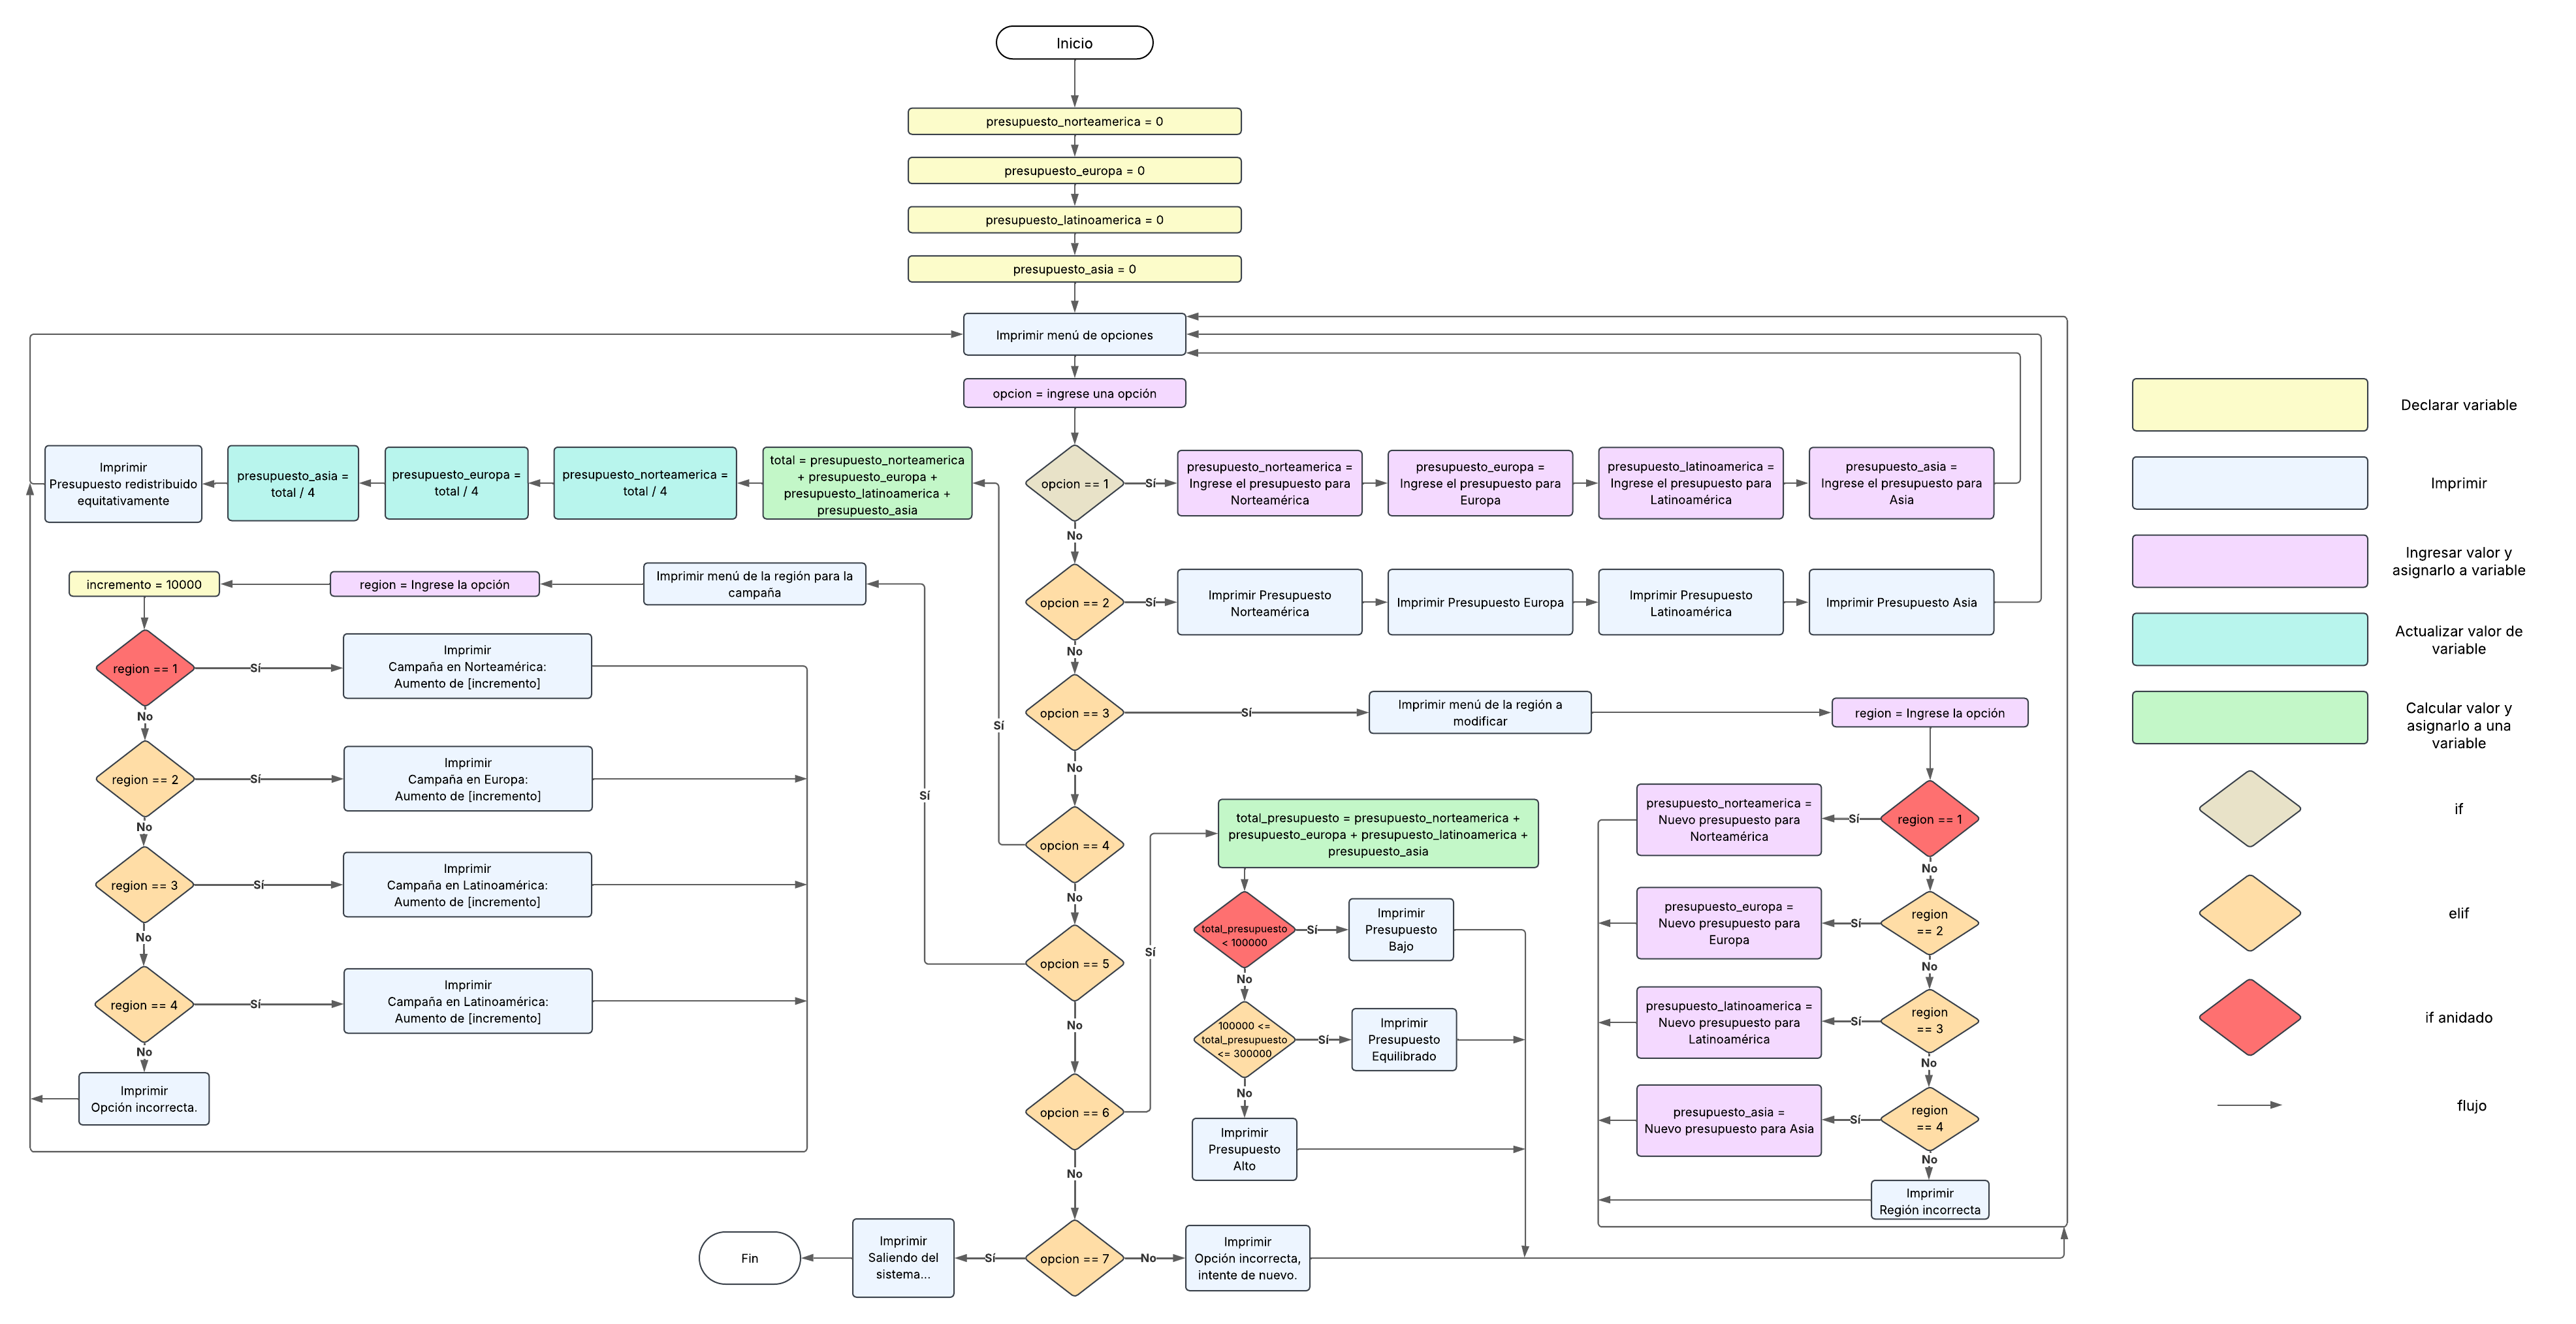 Inicio
presupuesto_norteamerica = 0
presupuesto_europa = 0
presupuesto_latinoamerica = 0
presupuesto_asia = 0
Imprimir menú de opciones
opcion = ingrese una opción
opcion == 1
Sí
presupuesto_norteamerica =
Ingrese el presupuesto para
Norteamérica
presupuesto_europa =
Ingrese el presupuesto para
Europa
presupuesto_latinoamerica =
Ingrese el presupuesto para
Latinoamérica
presupuesto_asia =
Ingrese el presupuesto para
Asia
No
opcion == 2
Sí
Imprimir Presupuesto
Norteamérica
Imprimir Presupuesto Europa
Imprimir Presupuesto
Latinoamérica
Imprimir Presupuesto Asia
No
opcion == 3
Sí
Imprimir menú de la región a
modificar
region = Ingrese la opción
region == 1
Sí
presupuesto_norteamerica =
Nuevo presupuesto para
Norteamérica
No
region
== 2
Sí
presupuesto_europa =
Nuevo presupuesto para
Europa
No
region
== 3
Sí
presupuesto_latinoamerica =
Nuevo presupuesto para
Latinoamérica
No
region
== 4
Sí
presupuesto_asia =
Nuevo presupuesto para Asia
No
Imprimir
Región incorrecta
No
opcion == 4
Sí
total = presupuesto_norteamerica
+ presupuesto_europa +
presupuesto_latinoamerica +
presupuesto_asia
presupuesto_norteamerica =
total / 4
presupuesto_europa =
total / 4
presupuesto_asia =
total / 4
Imprimir
Presupuesto redistribuido
equitativamente
No
opcion == 5
Sí
Imprimir menú de la región para la
campaña
region = Ingrese la opción
incremento = 10000
region == 1
Sí
Imprimir
Campaña en Norteamérica:
Aumento de [incremento]
No
region == 2
Sí
Imprimir
Campaña en Europa:
Aumento de [incremento]
No
region == 3
Sí
Imprimir
Campaña en Latinoamérica:
Aumento de [incremento]
No
region == 4
Sí
Imprimir
Campaña en Latinoamérica:
Aumento de [incremento]
No
Imprimir
Opción incorrecta.
No
opcion == 6
Sí
total_presupuesto = presupuesto_norteamerica +
presupuesto_europa + presupuesto_latinoamerica +
presupuesto_asia
total_presupuesto
< 100000
Sí
Imprimir
Presupuesto
Bajo
No
100000 <=
total_presupuesto
<= 300000
Sí
Imprimir
Presupuesto
Equilibrado
No
Imprimir
Presupuesto
Alto
No
opcion == 7
Sí
Imprimir
Saliendo del
sistema...
Fin
No
Imprimir
Opción incorrecta,
intente de nuevo.
Declarar variable
Imprimir
Ingresar valor y
asignarlo a variable
Actualizar valor de
variable
Calcular valor y
asignarlo a una
variable
if
elif
if anidado
flujo